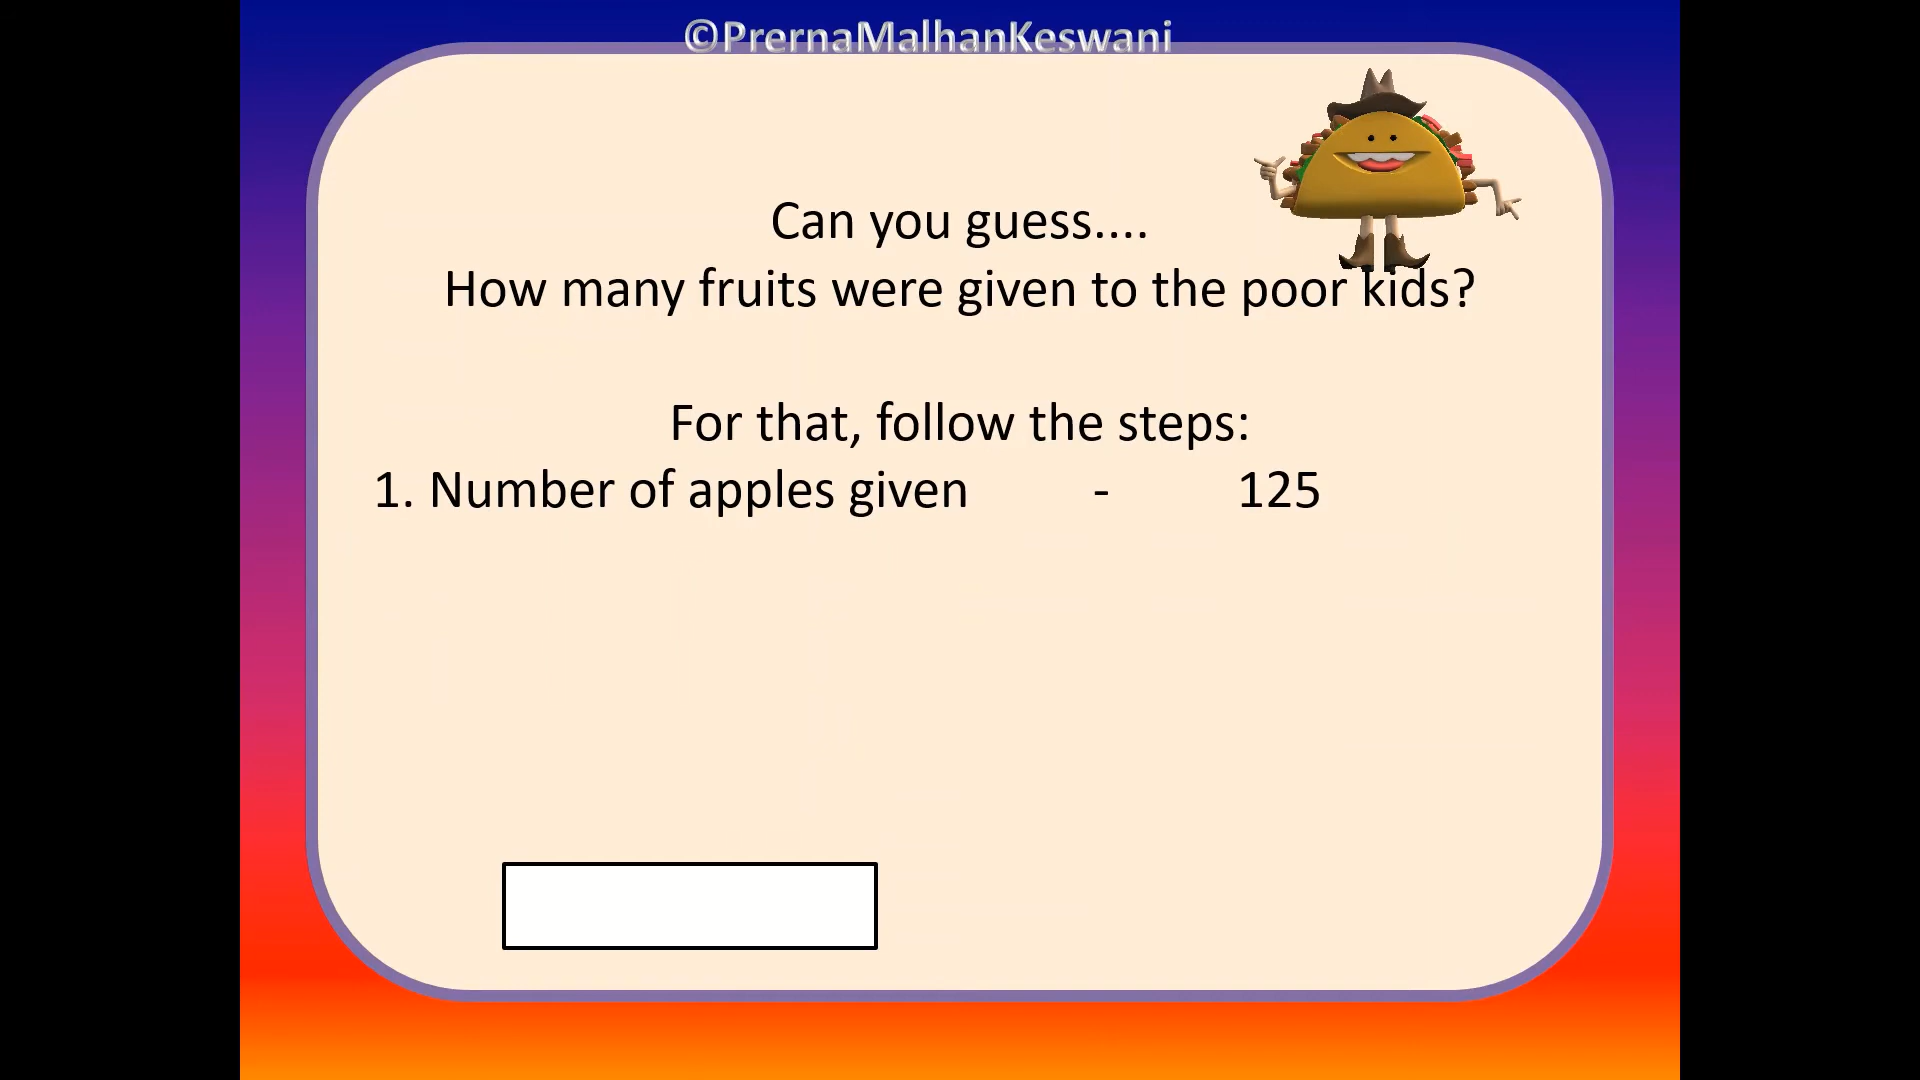 ©PrernaMalhanKeswani
Can you guess....
How many fruits were given to the poor kids?
For that, follow the steps:
1. Number of apples given - 125